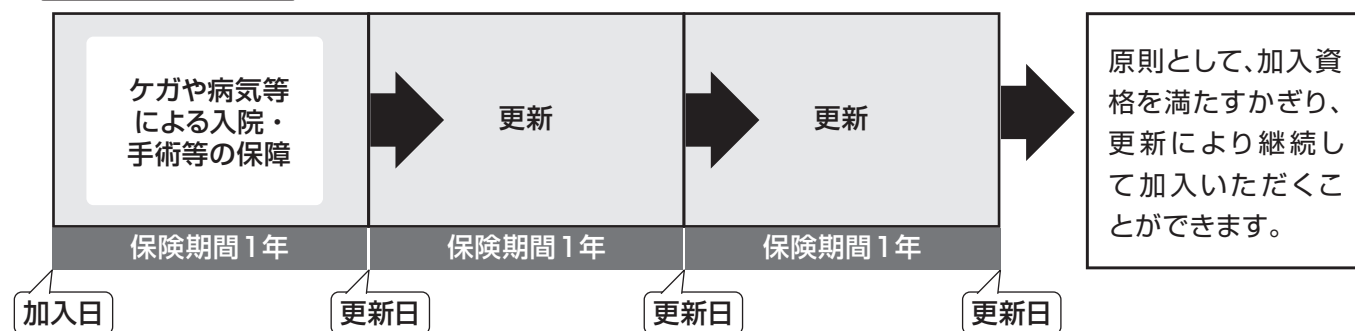 ケガや病気等
による入院・
手術等の保障
更新
更新
保険期間1年
保険期間1年
保険期間1年
加入日
更新日
更新日
更新日
原則として、加入資
格を満たすかぎり、
更新により継続し
て加入いただくこ
とができます。